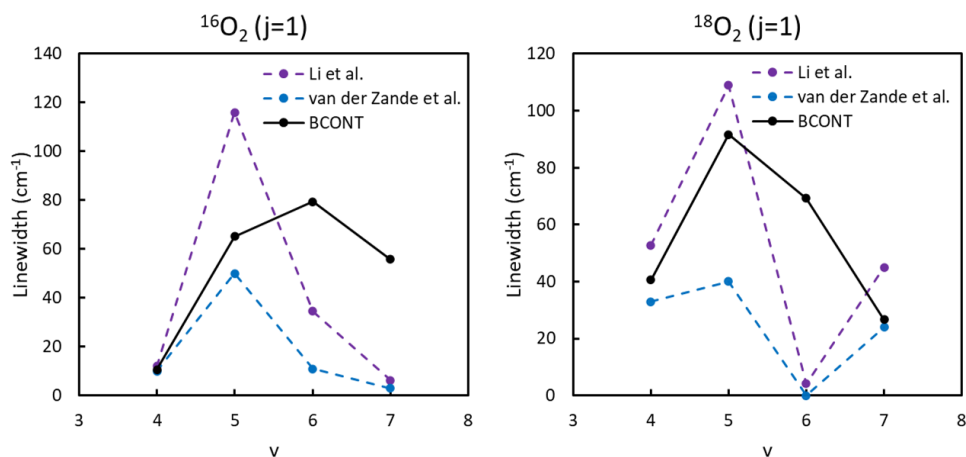 ¹⁶O₂ (j=1)
140
120
100
80
60
40
20
0
3 4 5 6 7 8
Linewidth (cm⁻¹)
v
Li et al.
van der Zande et al.
BCONT
¹⁸O₂ (j=1)
120
100
80
60
40
20
0
3 4 5 6 7 8
Linewidth (cm⁻¹)
v
Li et al.
van der Zande et al.
BCONT